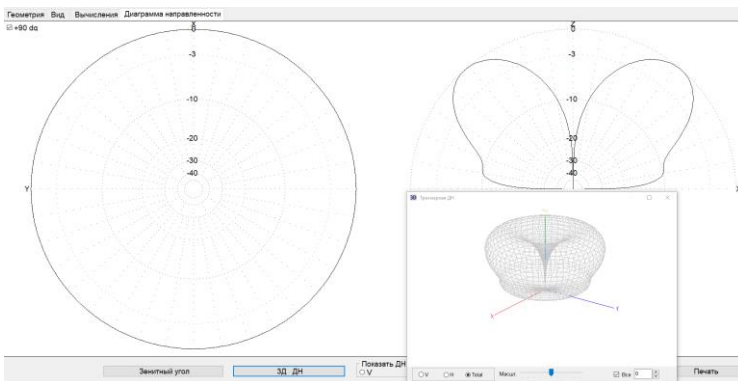 Геометрия Вид Вычисления Диаграмма направленности
+90 dg
X
0
-3
-10
-20
-30
-40
Y
Z
0
-3
-10
-20
-30
-40
X
3D Трехмерная ДН
X
Y
V H Total Масшт. Все 0
Зенитный угол 3Д ДН Показать ДН
V
Печать